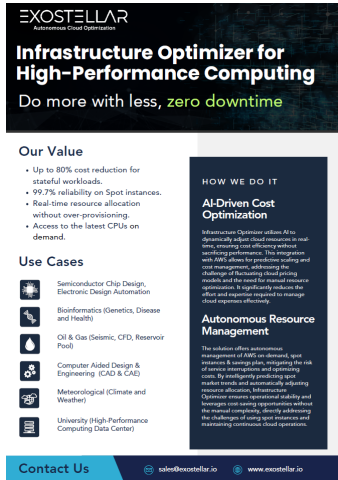 EXOSTELLAR
Autonomous Cloud Optimization
Infrastructure Optimizer for
High-Performance Computing
Do more with less, zero downtime
Our Value
• Up to 80% cost reduction for
stateful workloads.
• 99.7% reliability on Spot instances.
• Real-time resource allocation
without over-provisioning.
• Access to the latest CPUs on
demand.
Use Cases
Semiconductor Chip Design,
Electronic Design Automation
Bioinformatics (Genetics, Disease
and Health)
Oil & Gas (Seismic, CFD, Reservoir
Pool)
Computer Aided Design &
Engineering (CAD & CAE)
Meteorological (Climate and
Weather)
University (High-Performance
Computing Data Center)
HOW WE DO IT
AI-Driven Cost
Optimization
Infrastructure Optimizer utilizes AI to
dynamically adjust cloud resources in real-
time, ensuring cost efficiency without
sacrificing performance. This integration
with AWS allows for predictive scaling and
cost management, addressing the
challenge of fluctuating cloud pricing
models and the need for manual resource
optimization. It significantly reduces the
effort and expertise required to manage
cloud expenses effectively.
Autonomous Resource
Management
The solution offers autonomous
management of AWS on-demand, spot
instances & savings plan, mitigating the risk
of service interruptions and optimizing
costs. By intelligently predicting spot
market trends and automatically adjusting
resource allocation, Infrastructure
Optimizer ensures operational stability and
leverages cost-saving opportunities without
the manual complexity, directly addressing
the challenges of using spot instances and
maintaining continuous cloud operations.
Contact Us
sales@exostellar.io
www.exostellar.io